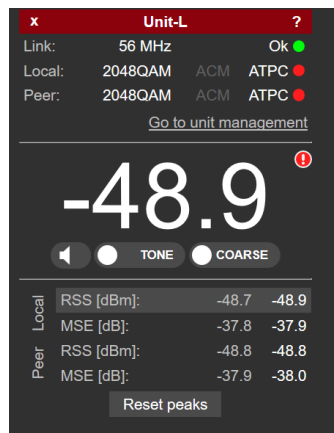 x Unit-L ?
Link: 56 MHz Ok
Local: 2048QAM ACM ATPC
Peer: 2048QAM ACM ATPC
Go to unit management
-48.9
TONE COARSE
Local
RSS [dBm]: -48.7 -48.9
MSE [dB]: -37.8 -37.9
Peer
RSS [dBm]: -48.8 -48.8
MSE [dB]: -37.9 -38.0
Reset peaks